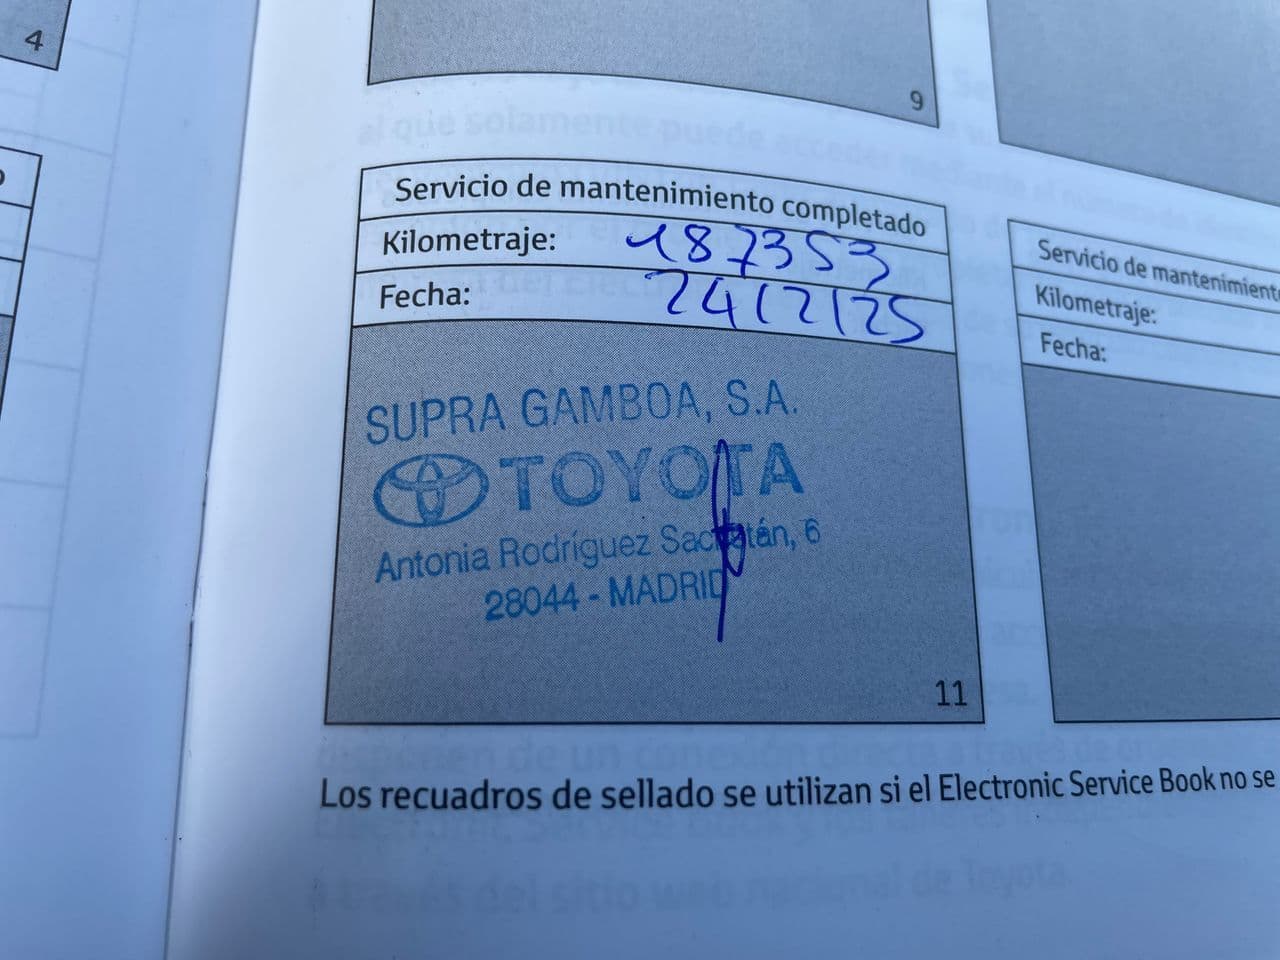 4
9
Servicio de mantenimiento completado
Kilometraje: 187353
Fecha: 24/2/25
SUPRA GAMBOA, S.A.
TOYOTA
Antonia Rodríguez Sacristán, 6
28044 - MADRID
11
Servicio de mantenimiento
Kilometraje:
Fecha:
Los recuadros de sellado se utilizan si el Electronic Service Book no se